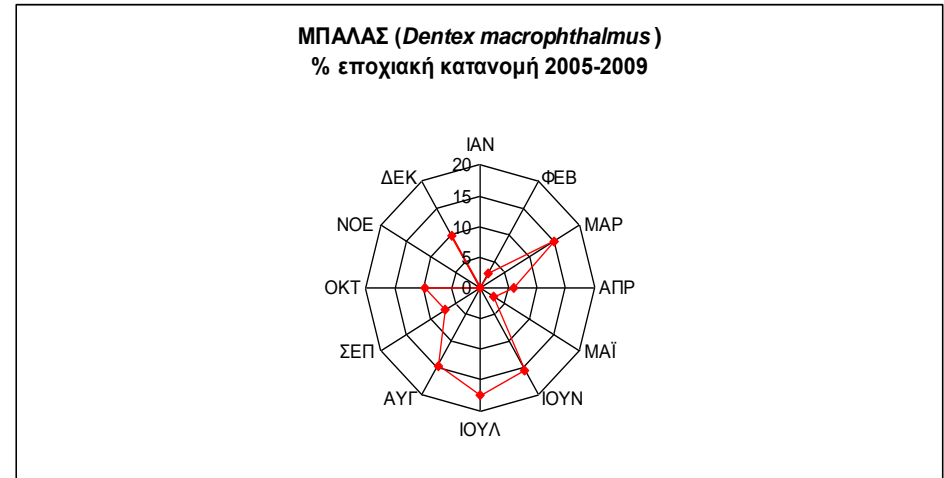 ΜΠΑΛΑΣ (Dentex macrophthalmus)
% εποχιακή κατανομή 2005-2009
ΙΑΝ
ΦΕΒ
ΜΑΡ
ΑΠΡ
ΜΑΪ
ΙΟΥΝ
ΙΟΥΛ
ΑΥΓ
ΣΕΠ
ΟΚΤ
ΝΟΕ
ΔΕΚ
20
15
10
5
0